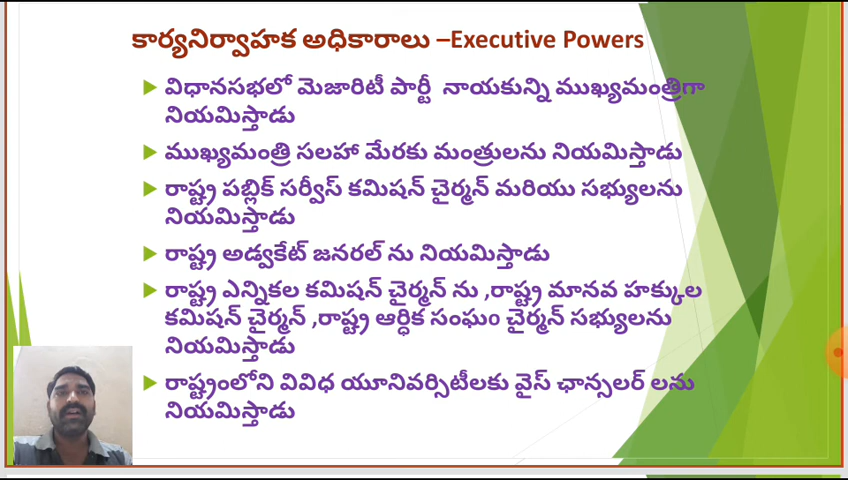 కార్యనిర్వాహక అధికారాలు –Executive Powers
విధానసభలో మెజారిటీ పార్టీ నాయకున్ని ముఖ్యమంత్రిగా
నియమిస్తాడు
ముఖ్యమంత్రి సలహా మేరకు మంత్రులను నియమిస్తాడు
రాష్ట్ర పబ్లిక్ సర్వీస్ కమిషన్ చైర్మన్ మరియు సభ్యులను
నియమిస్తాడు
రాష్ట్ర అడ్వకేట్ జనరల్ ను నియమిస్తాడు
రాష్ట్ర ఎన్నికల కమిషన్ చైర్మన్ ను ,రాష్ట్ర మానవ హక్కుల
కమిషన్ చైర్మన్ ,రాష్ట్ర ఆర్ధిక సంఘం చైర్మన్ సభ్యులను
నియమిస్తాడు
రాష్ట్రంలోని వివిధ యూనివర్సిటీలకు వైస్ ఛాన్సలర్ లను
నియమిస్తాడు